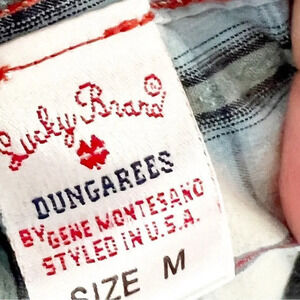 Lucky Brand®
DUNGAREES
BY GENE MONTESANO
STYLED IN U.S.A.
SIZE M